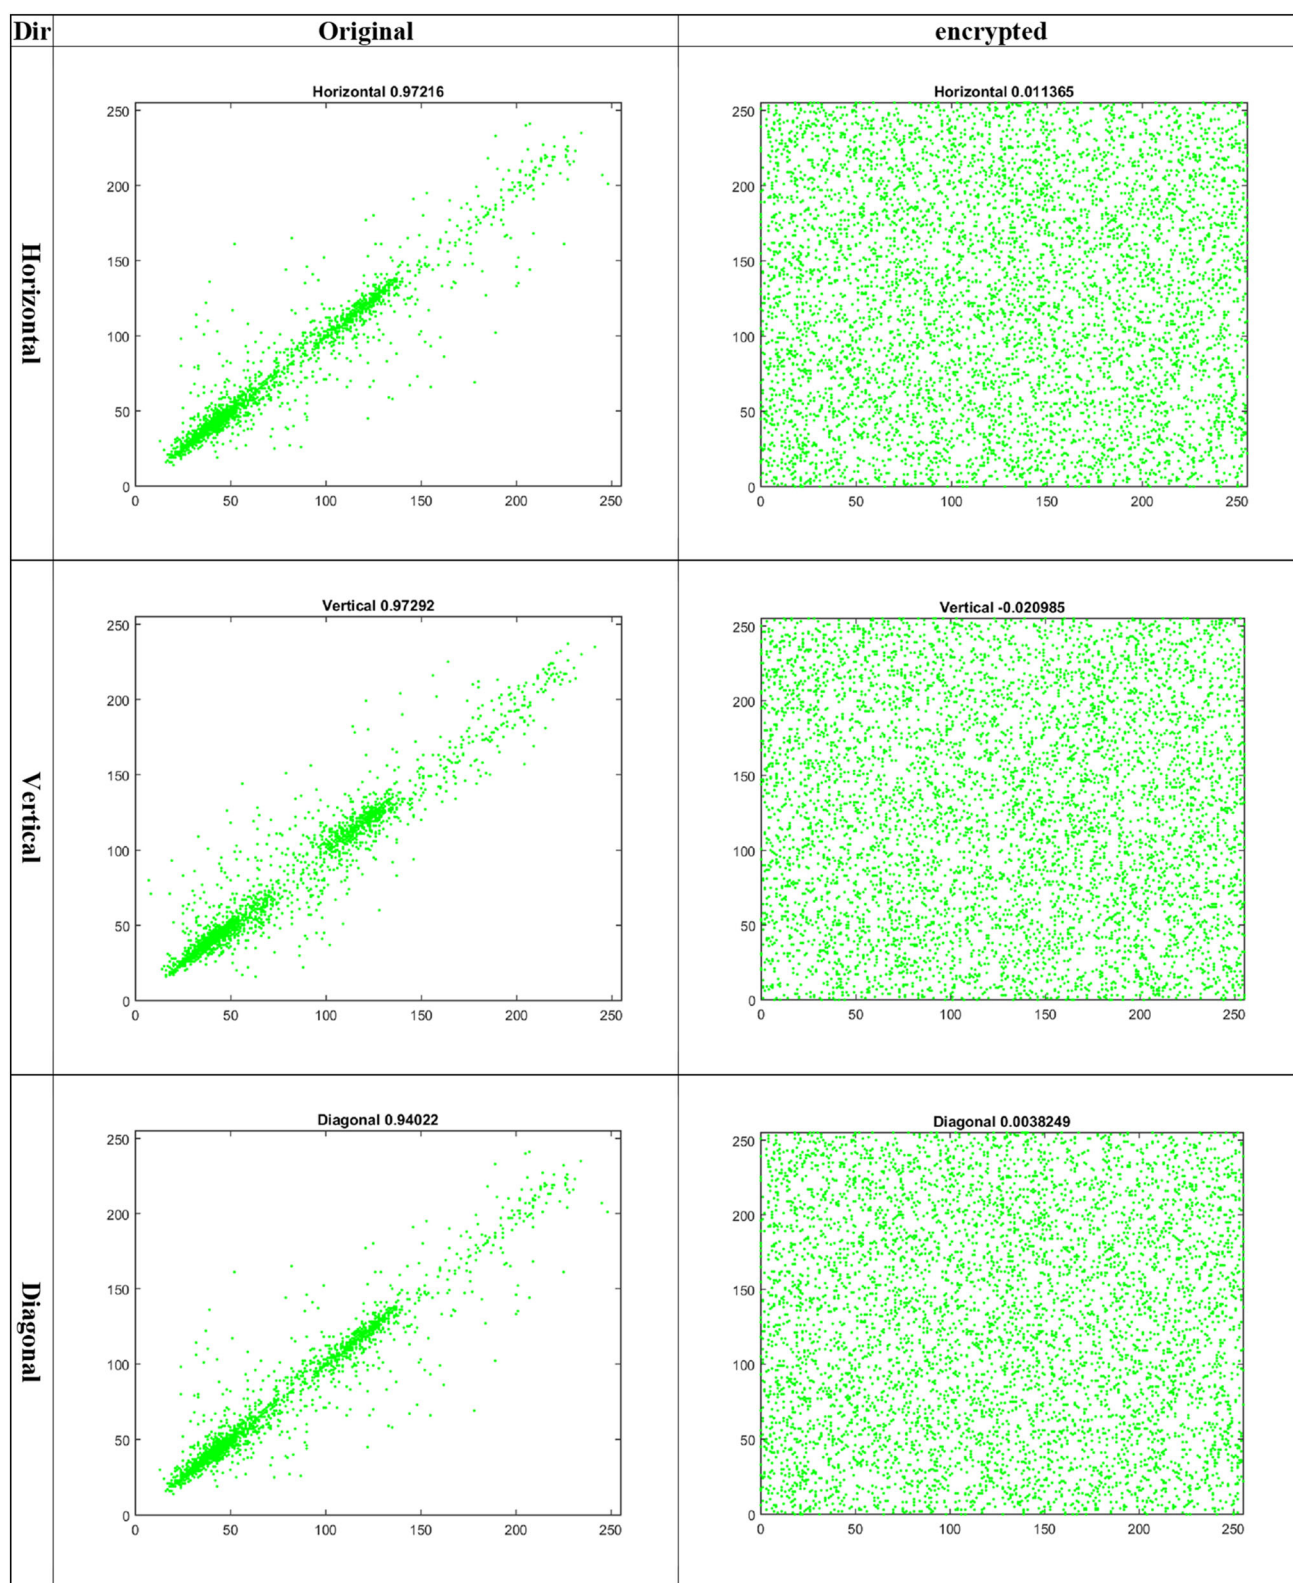 Dir Original encrypted
Horizontal
Horizontal 0.97216
250
200
150
100
50
0
0 50 100 150 200 250
Horizontal 0.011365
250
200
150
100
50
0
0 50 100 150 200 250
Vertical
Vertical 0.97292
250
200
150
100
50
0
0 50 100 150 200 250
Vertical -0.020985
250
200
150
100
50
0
0 50 100 150 200 250
Diagonal
Diagonal 0.94022
250
200
150
100
50
0
0 50 100 150 200 250
Diagonal 0.0038249
250
200
150
100
50
0
0 50 100 150 200 250